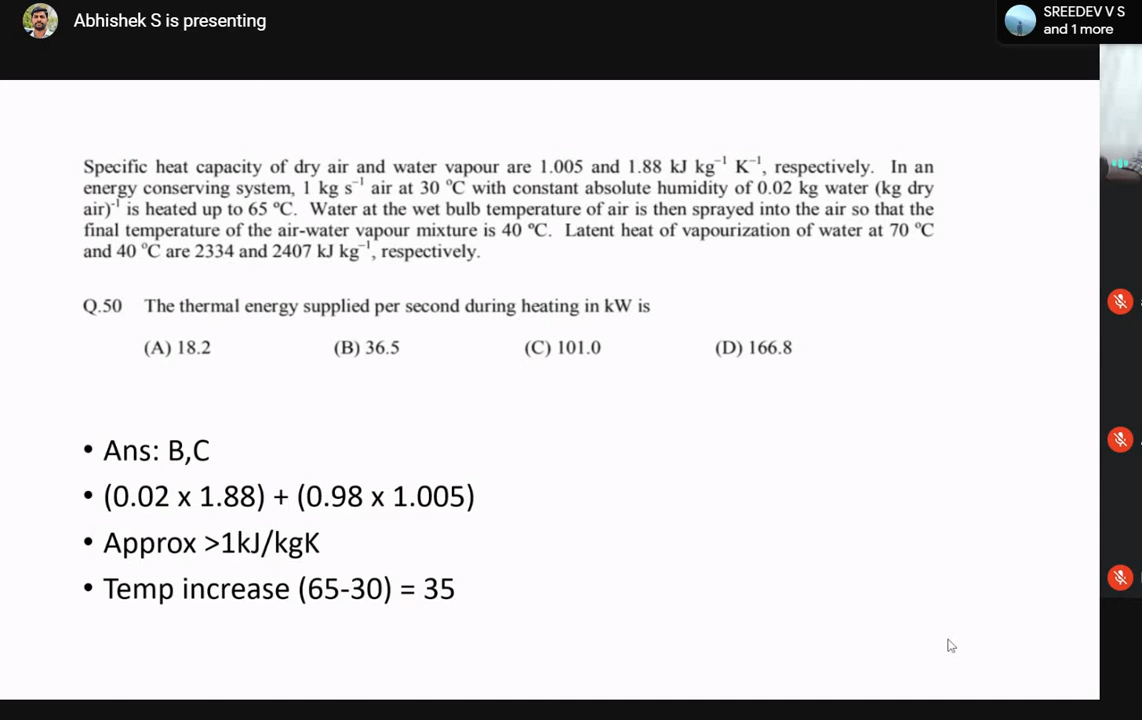 Abhishek S is presenting
SREEDEV V S
and 1 more
Specific heat capacity of dry air and water vapour are 1.005 and 1.88 kJ kg⁻¹ K⁻¹, respectively. In an
energy conserving system, 1 kg s⁻¹ air at 30 ºC with constant absolute humidity of 0.02 kg water (kg dry
air)⁻¹ is heated up to 65 ºC. Water at the wet bulb temperature of air is then sprayed into the air so that the
final temperature of the air-water vapour mixture is 40 ºC. Latent heat of vapourization of water at 70 ºC
and 40 ºC are 2334 and 2407 kJ kg⁻¹, respectively.
Q.50 The thermal energy supplied per second during heating in kW is
(A) 18.2 (B) 36.5 (C) 101.0 (D) 166.8
• Ans: B,C
• (0.02 x 1.88) + (0.98 x 1.005)
• Approx >1kJ/kgK
• Temp increase (65-30) = 35